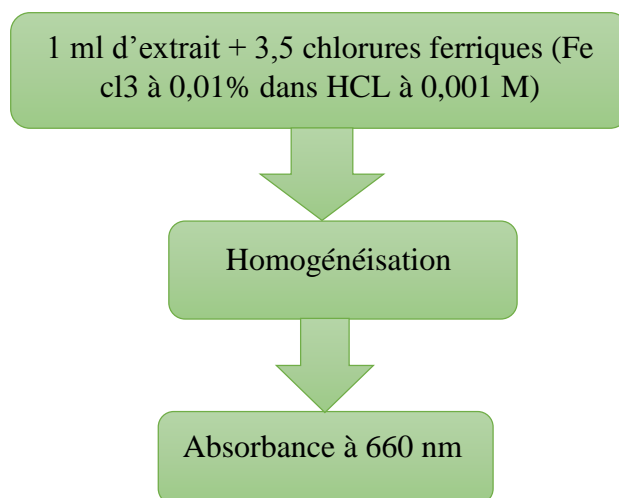 1 ml d’extrait + 3,5 chlorures ferriques (Fe
cl3 à 0,01% dans HCL à 0,001 M)
Homogénéisation
Absorbance à 660 nm